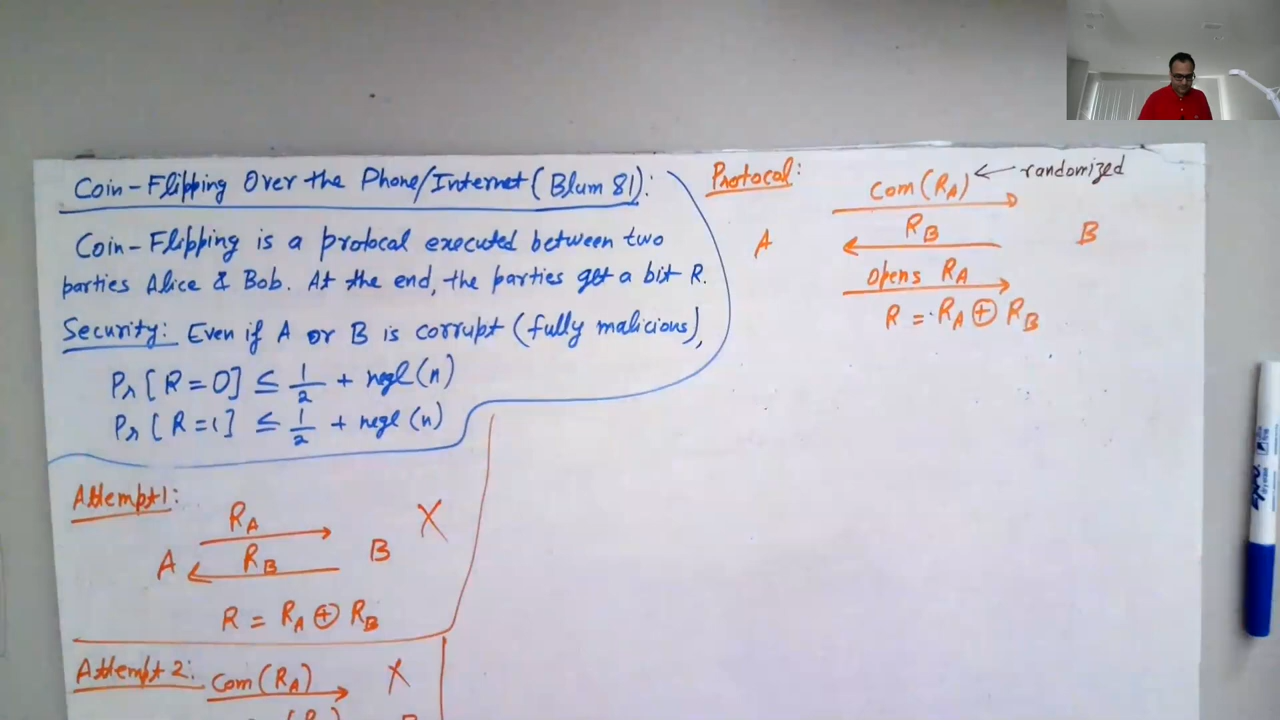 Coin-Flipping Over the Phone/Internet (Blum 81):
Coin-Flipping is a protocal executed between two
parties Alice & Bob. At the end, the parties get a bit R.
Security: Even if A or B is corrupt (fully malicious),
Pr[R=0] ≤ 1/2 + negl(n)
Pr[R=1] ≤ 1/2 + negl(n)
Attempt 1:
R_A
X
A
R_B
B
R = R_A ⊕ R_B
Attempt 2:
Com(R_A)
X
Protocal:
Com(R_A) ← randomized
A
R_B
B
Opens R_A
R = R_A ⊕ R_B